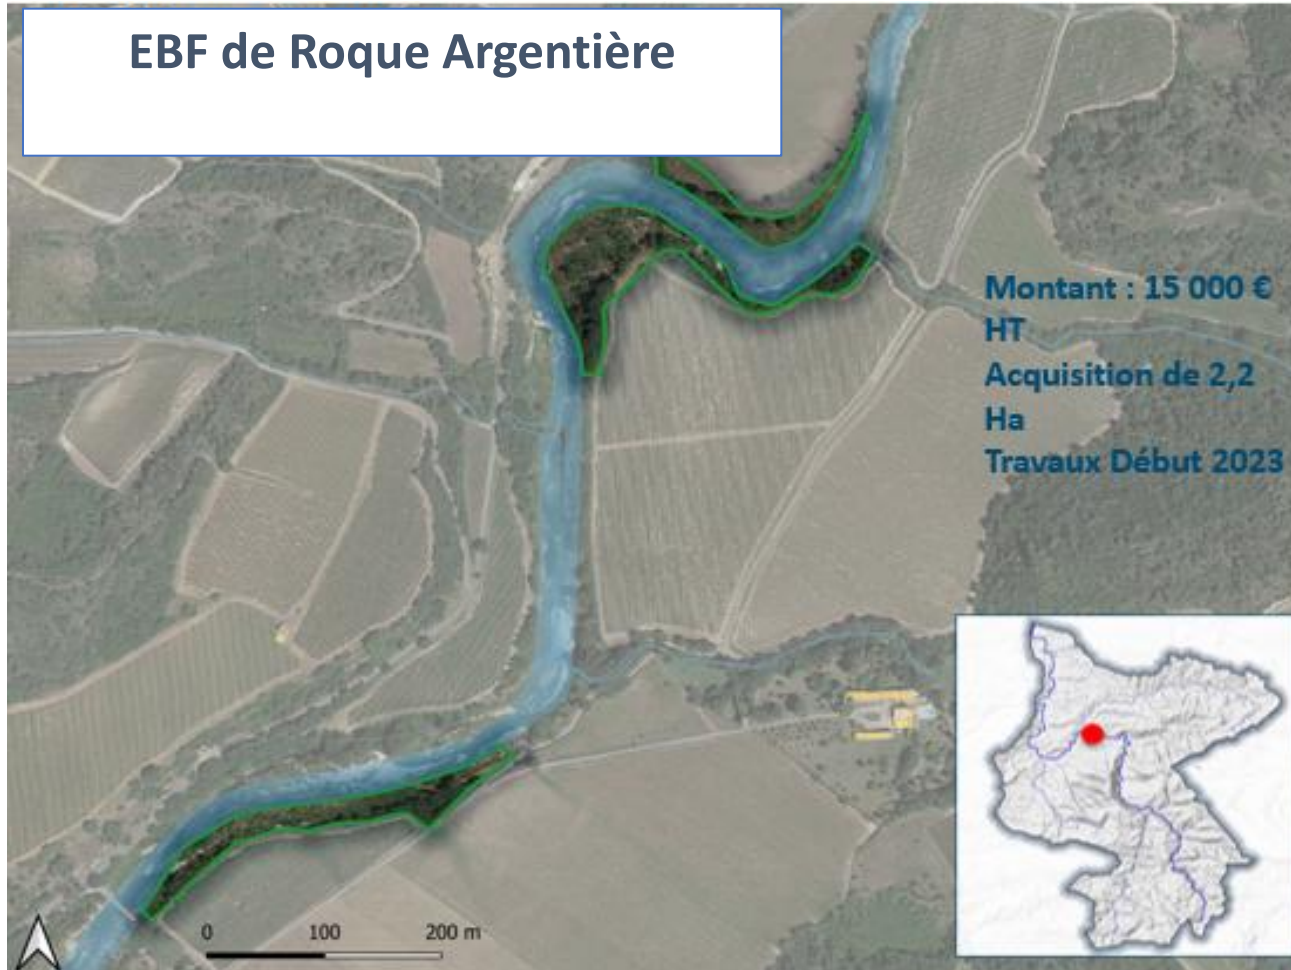 EBF de Roque Argentière
Montant : 15 000 €
HT
Acquisition de 2,2
Ha
Travaux Début 2023
0 100 200 m